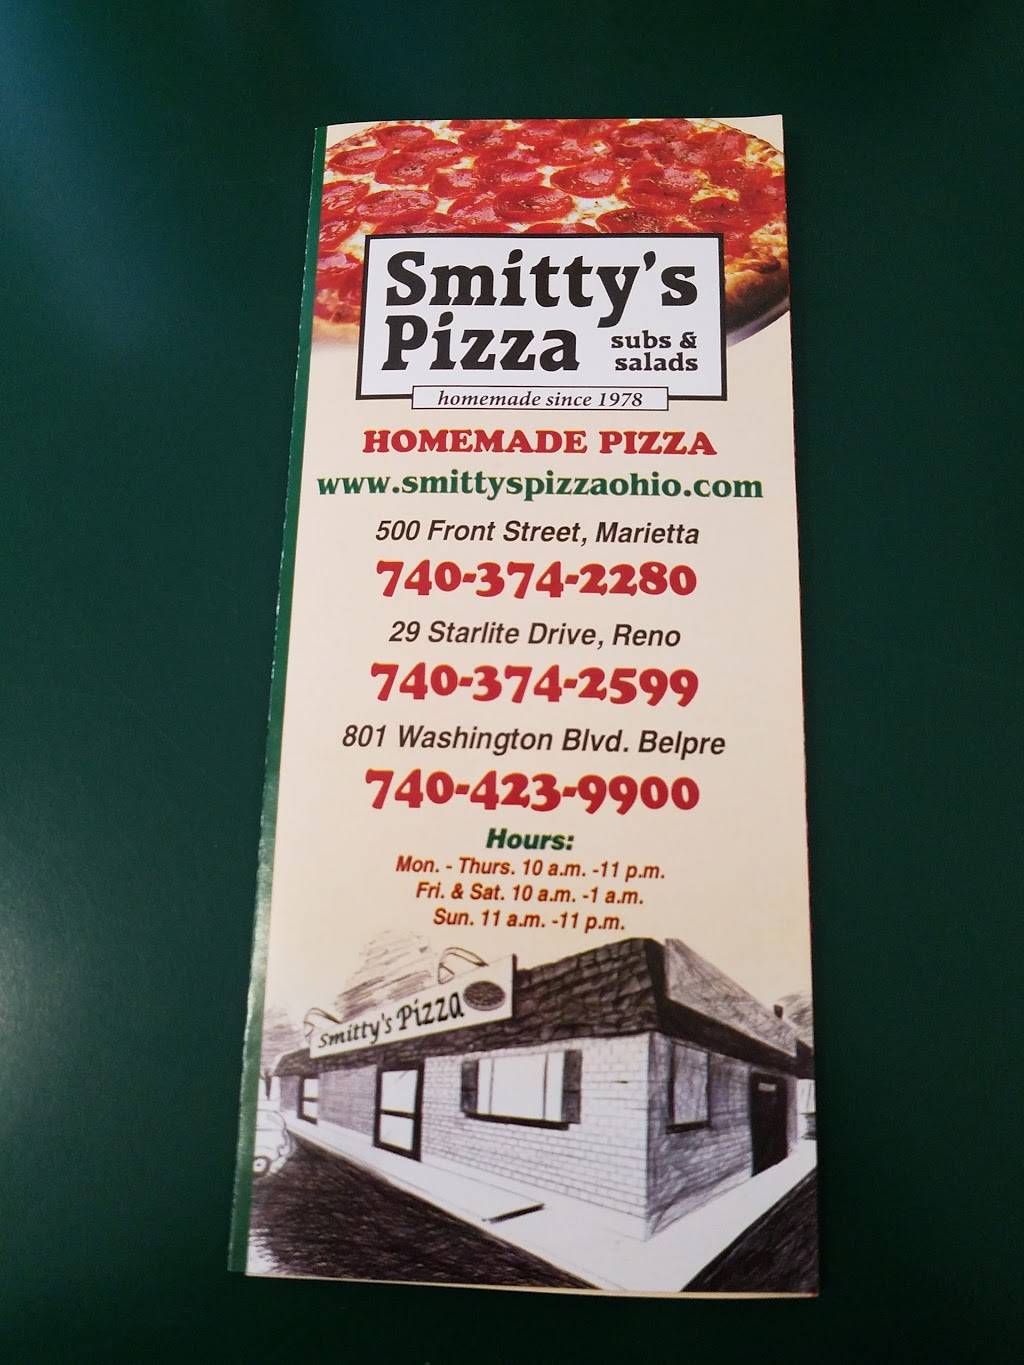 Smitty's
Pizza subs &
salads
homemade since 1978
HOMEMADE PIZZA
www.smittyspizzaohio.com
500 Front Street, Marietta
740-374-2280
29 Starlite Drive, Reno
740-374-2599
801 Washington Blvd. Belpre
740-423-9900
Hours:
Mon. - Thurs. 10 a.m. -11 p.m.
Fri. & Sat. 10 a.m. -1 a.m.
Sun. 11 a.m. -11 p.m.
Smitty's Pizza